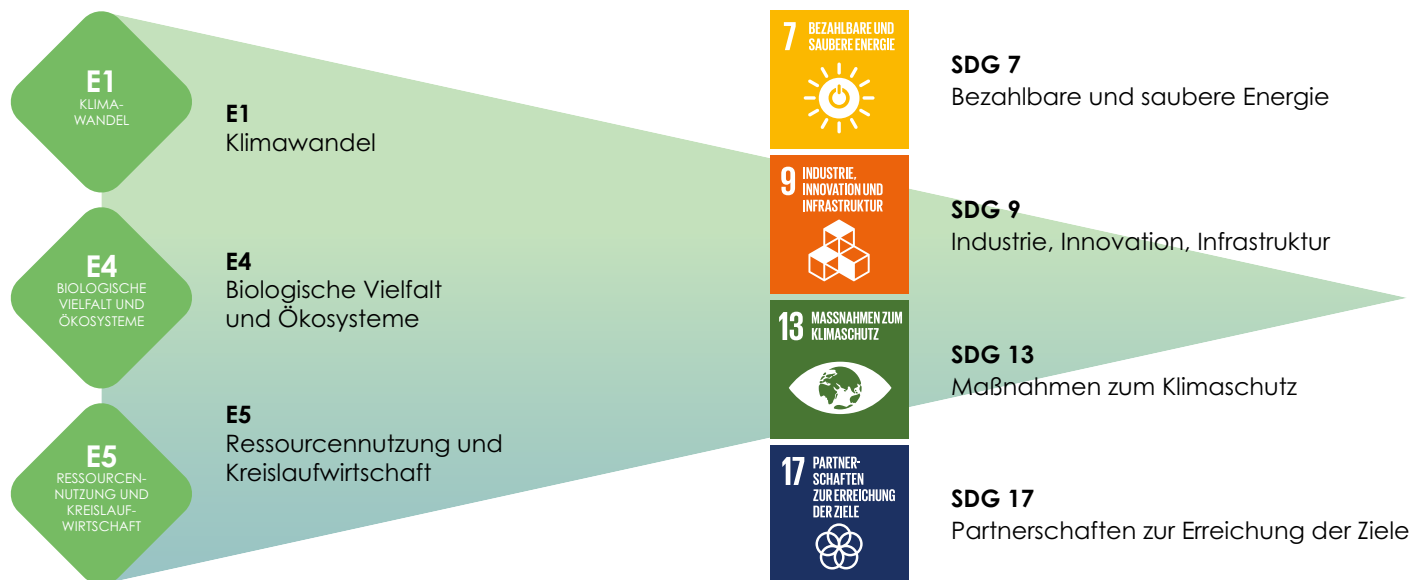 E1
KLIMA-
WANDEL
E1
Klimawandel
E4
BIOLOGISCHE
VIELFALT UND
ÖKOSYSTEME
E4
Biologische Vielfalt
und Ökosysteme
E5
RESSOURCEN-
NUTZUNG UND
KREISLAUF-
WIRTSCHAFT
E5
Ressourcennutzung und
Kreislaufwirtschaft
7 BEZAHLBARE UND
SAUBERE ENERGIE
SDG 7
Bezahlbare und saubere Energie
9 INDUSTRIE,
INNOVATION UND
INFRASTRUKTUR
SDG 9
Industrie, Innovation, Infrastruktur
13 MASSNAHMEN ZUM
KLIMASCHUTZ
SDG 13
Maßnahmen zum Klimaschutz
17 PARTNER-
SCHAFTEN
ZUR ERREICHUNG
DER ZIELE
SDG 17
Partnerschaften zur Erreichung der Ziele